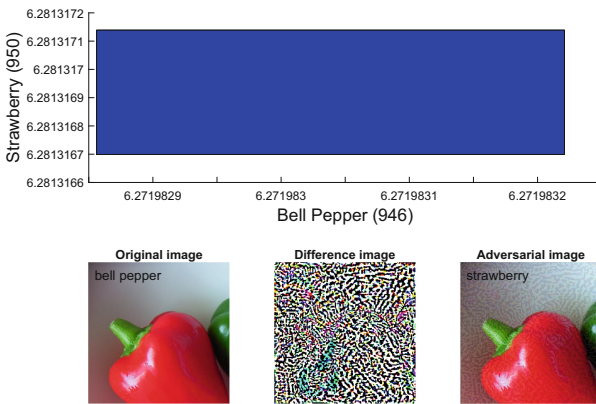 6.2813172
6.2813171
6.281317
6.2813169
6.2813168
6.2813167
6.2813166
Strawberry (950)
6.2719829 6.271983 6.2719831 6.2719832
Bell Pepper (946)
Original image Difference image Adversarial image
bell pepper strawberry